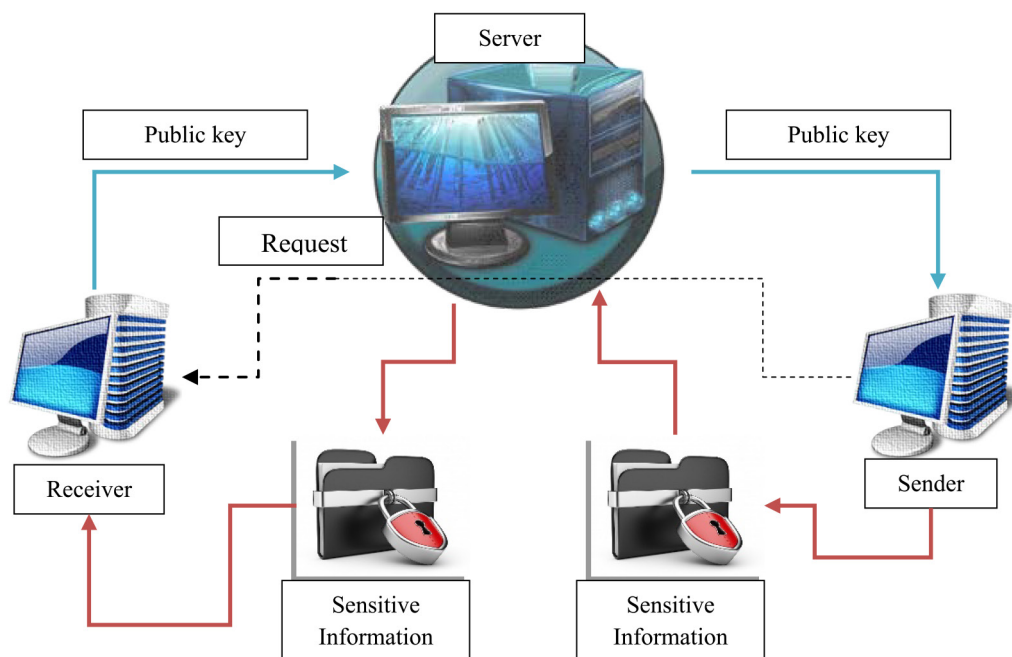 Server
Public key
Public key
Request
Receiver
Sender
Sensitive
Information
Sensitive
Information